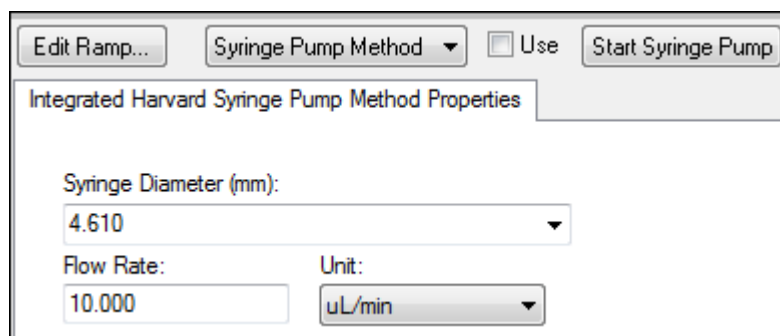 Edit Ramp... Syringe Pump Method Use Start Syringe Pump
Integrated Harvard Syringe Pump Method Properties
Syringe Diameter (mm):
4.610
Flow Rate: Unit:
10.000 uL/min